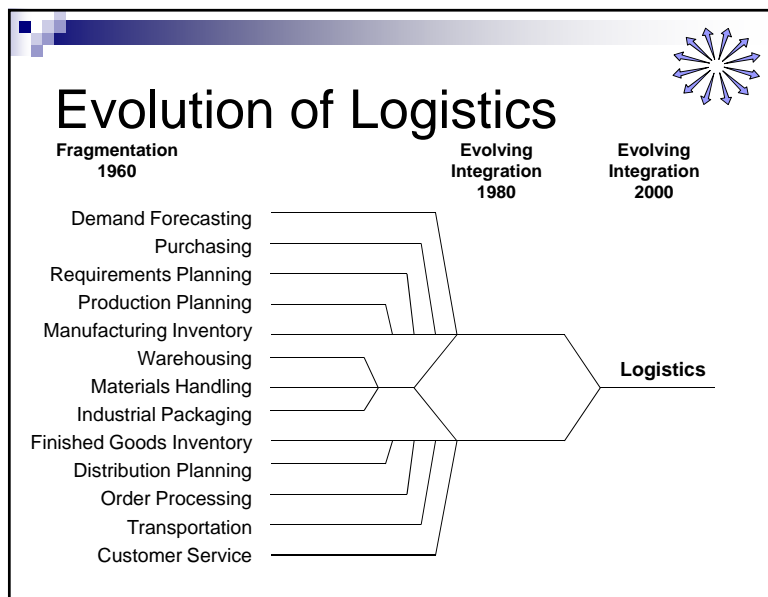 Evolution of Logistics
Fragmentation
1960
Evolving
Integration
1980
Evolving
Integration
2000
Demand Forecasting
Purchasing
Requirements Planning
Production Planning
Manufacturing Inventory
Warehousing
Materials Handling
Industrial Packaging
Finished Goods Inventory
Distribution Planning
Order Processing
Transportation
Customer Service
Logistics